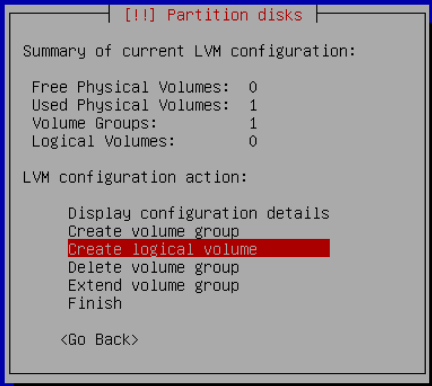 [!!] Partition disks
Summary of current LVM configuration:
Free Physical Volumes: 0
Used Physical Volumes: 1
Volume Groups: 1
Logical Volumes: 0
LVM configuration action:
Display configuration details
Create volume group
Create logical volume
Delete volume group
Extend volume group
Finish
<Go Back>